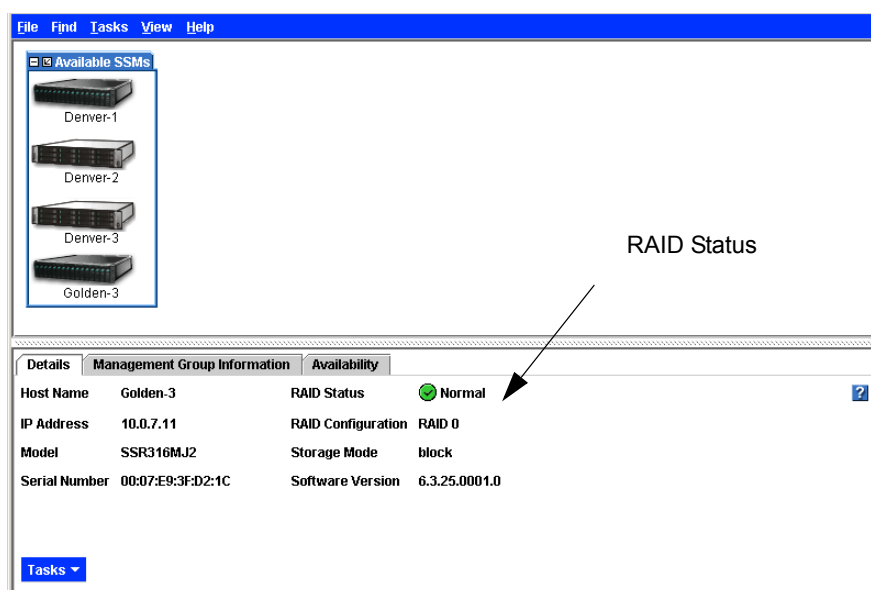 File Find Tasks View Help
Available SSMs
Denver-1
Denver-2
Denver-3
Golden-3
RAID Status
Details Management Group Information Availability
Host Name Golden-3 RAID Status Normal
?
IP Address 10.0.7.11 RAID Configuration RAID 0
Model SSR316MJ2 Storage Mode block
Serial Number 00:07:E9:3F:D2:1C Software Version 6.3.25.0001.0
Tasks